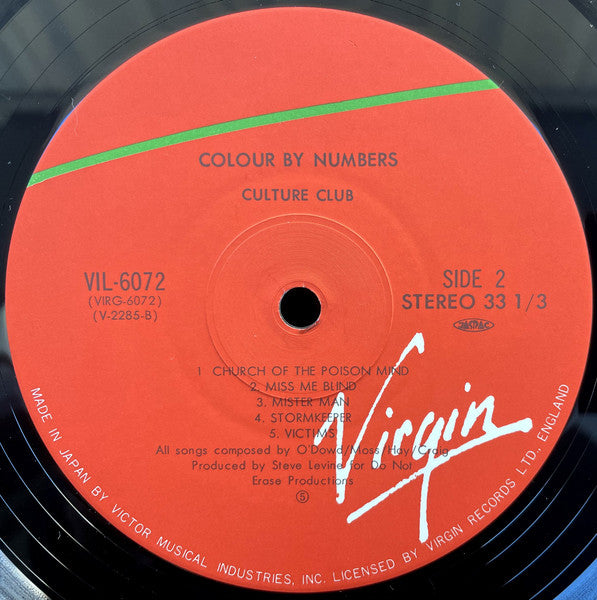 COLOUR BY NUMBERS
CULTURE CLUB
VIL-6072
(VIRG-6072)
(V-2285-B)
SIDE 2
STEREO 33 1/3
JASRAC
1 CHURCH OF THE POISON MIND
2. MISS ME BLIND
3. MISTER MAN
4. STORMKEEPER
5. VICTIMS
All songs composed by O'Dowd/Moss/Hay/Craig
Produced by Steve Levine for Do Not
Erase Productions
⑤
Virgin
MADE IN JAPAN BY VICTOR MUSICAL INDUSTRIES, INC. LICENSED BY VIRGIN RECORDS LTD., ENGLAND